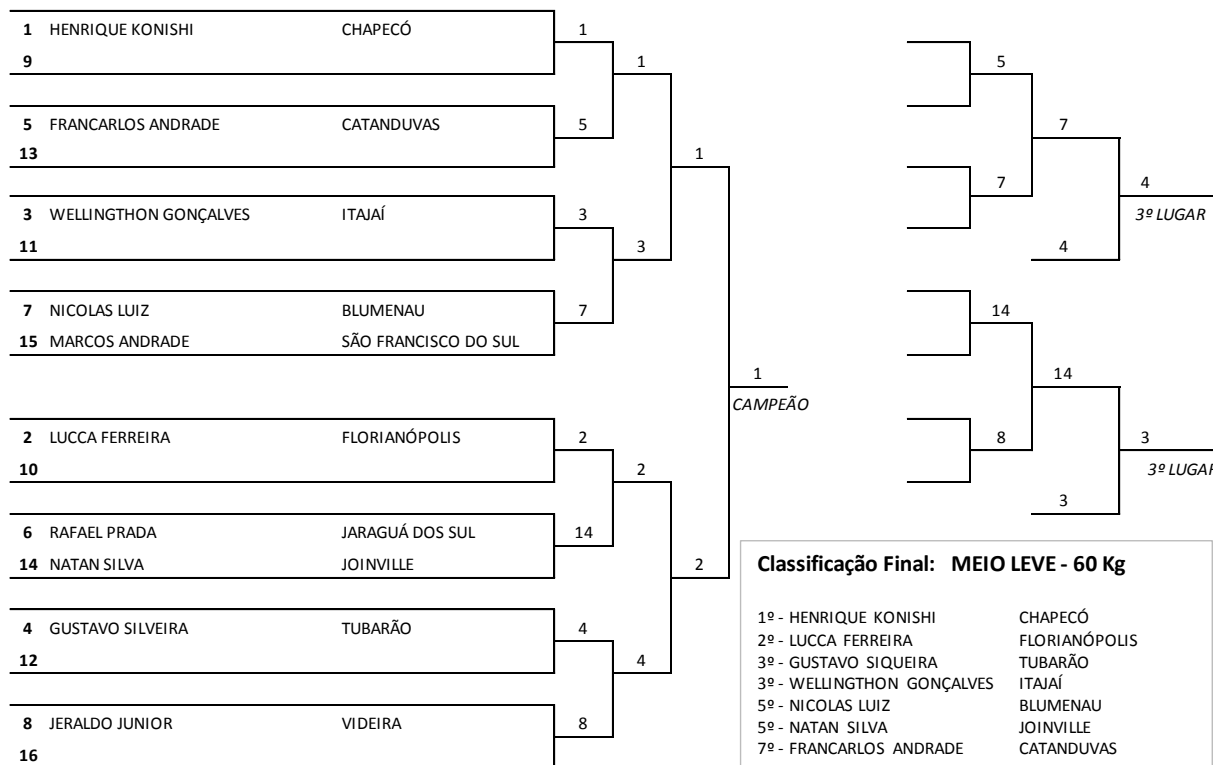 1 HENRIQUE KONISHI CHAPECÓ
9
5 FRANCARLOS ANDRADE CATANDUVAS
13
3 WELLINGTHON GONÇALVES ITAJAÍ
11
7 NICOLAS LUIZ BLUMENAU
15 MARCOS ANDRADE SÃO FRANCISCO DO SUL
2 LUCCA FERREIRA FLORIANÓPOLIS
10
6 RAFAEL PRADA JARAGUÁ DOS SUL
14 NATAN SILVA JOINVILLE
4 GUSTAVO SILVEIRA TUBARÃO
12
8 JERALDO JUNIOR VIDEIRA
16
1
5
3
7
2
14
4
8
1
3
2
4
1
2
1
CAMPEÃO
5
7
7
4
4
3º LUGAR
14
8
14
3
3
3º LUGAR
Classificação Final: MEIO LEVE - 60 Kg
1º - HENRIQUE KONISHI CHAPECÓ
2º - LUCCA FERREIRA FLORIANÓPOLIS
3º - GUSTAVO SIQUEIRA TUBARÃO
3º - WELLINGTHON GONÇALVES ITAJAÍ
5º - NICOLAS LUIZ BLUMENAU
5º - NATAN SILVA JOINVILLE
7º - FRANCARLOS ANDRADE CATANDUVAS